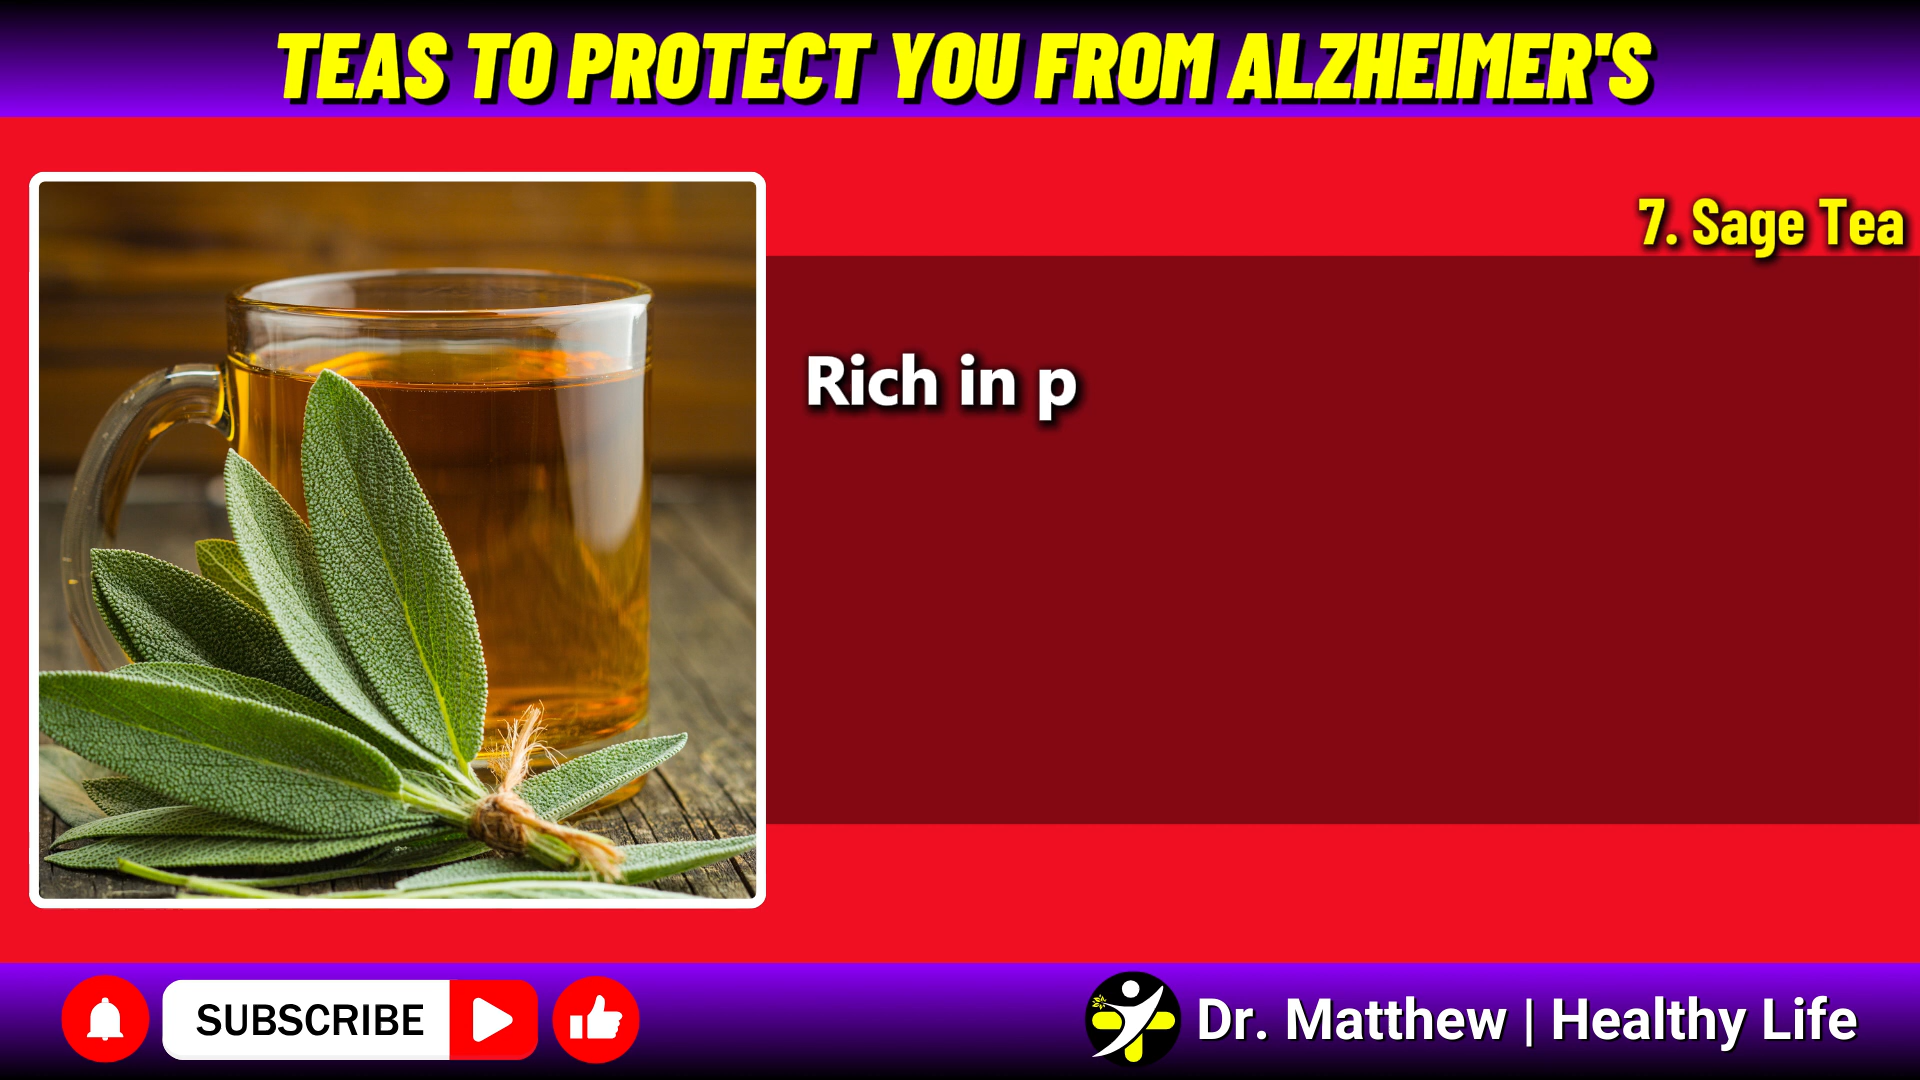 TEAS TO PROTECT YOU FROM ALZHEIMER'S
7. Sage Tea
Rich in p
SUBSCRIBE
Dr. Matthew | Healthy Life